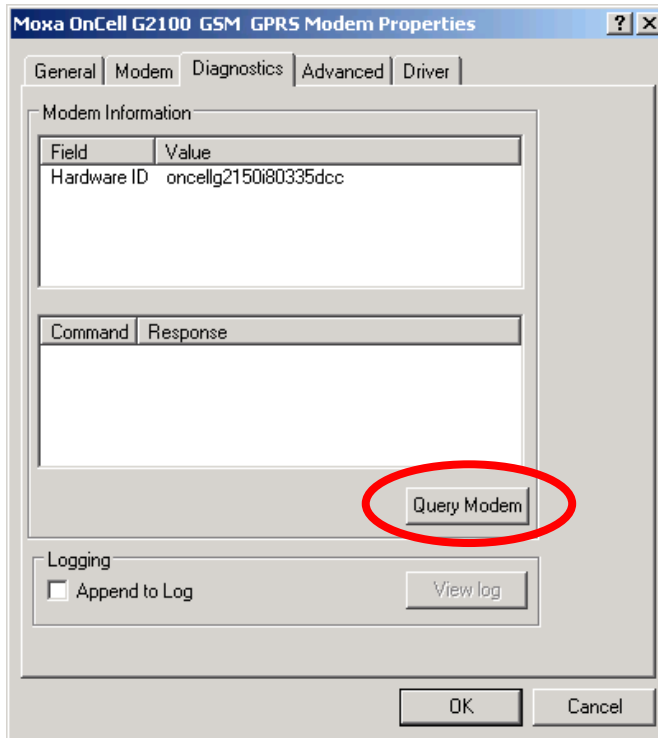 Moxa OnCell G2100 GSM GPRS Modem Properties ? X
General Modem Diagnostics Advanced Driver
Modem Information
Field Value
Hardware ID oncellg2150i80335dcc
Command Response
Query Modem
Logging
Append to Log View log
OK Cancel